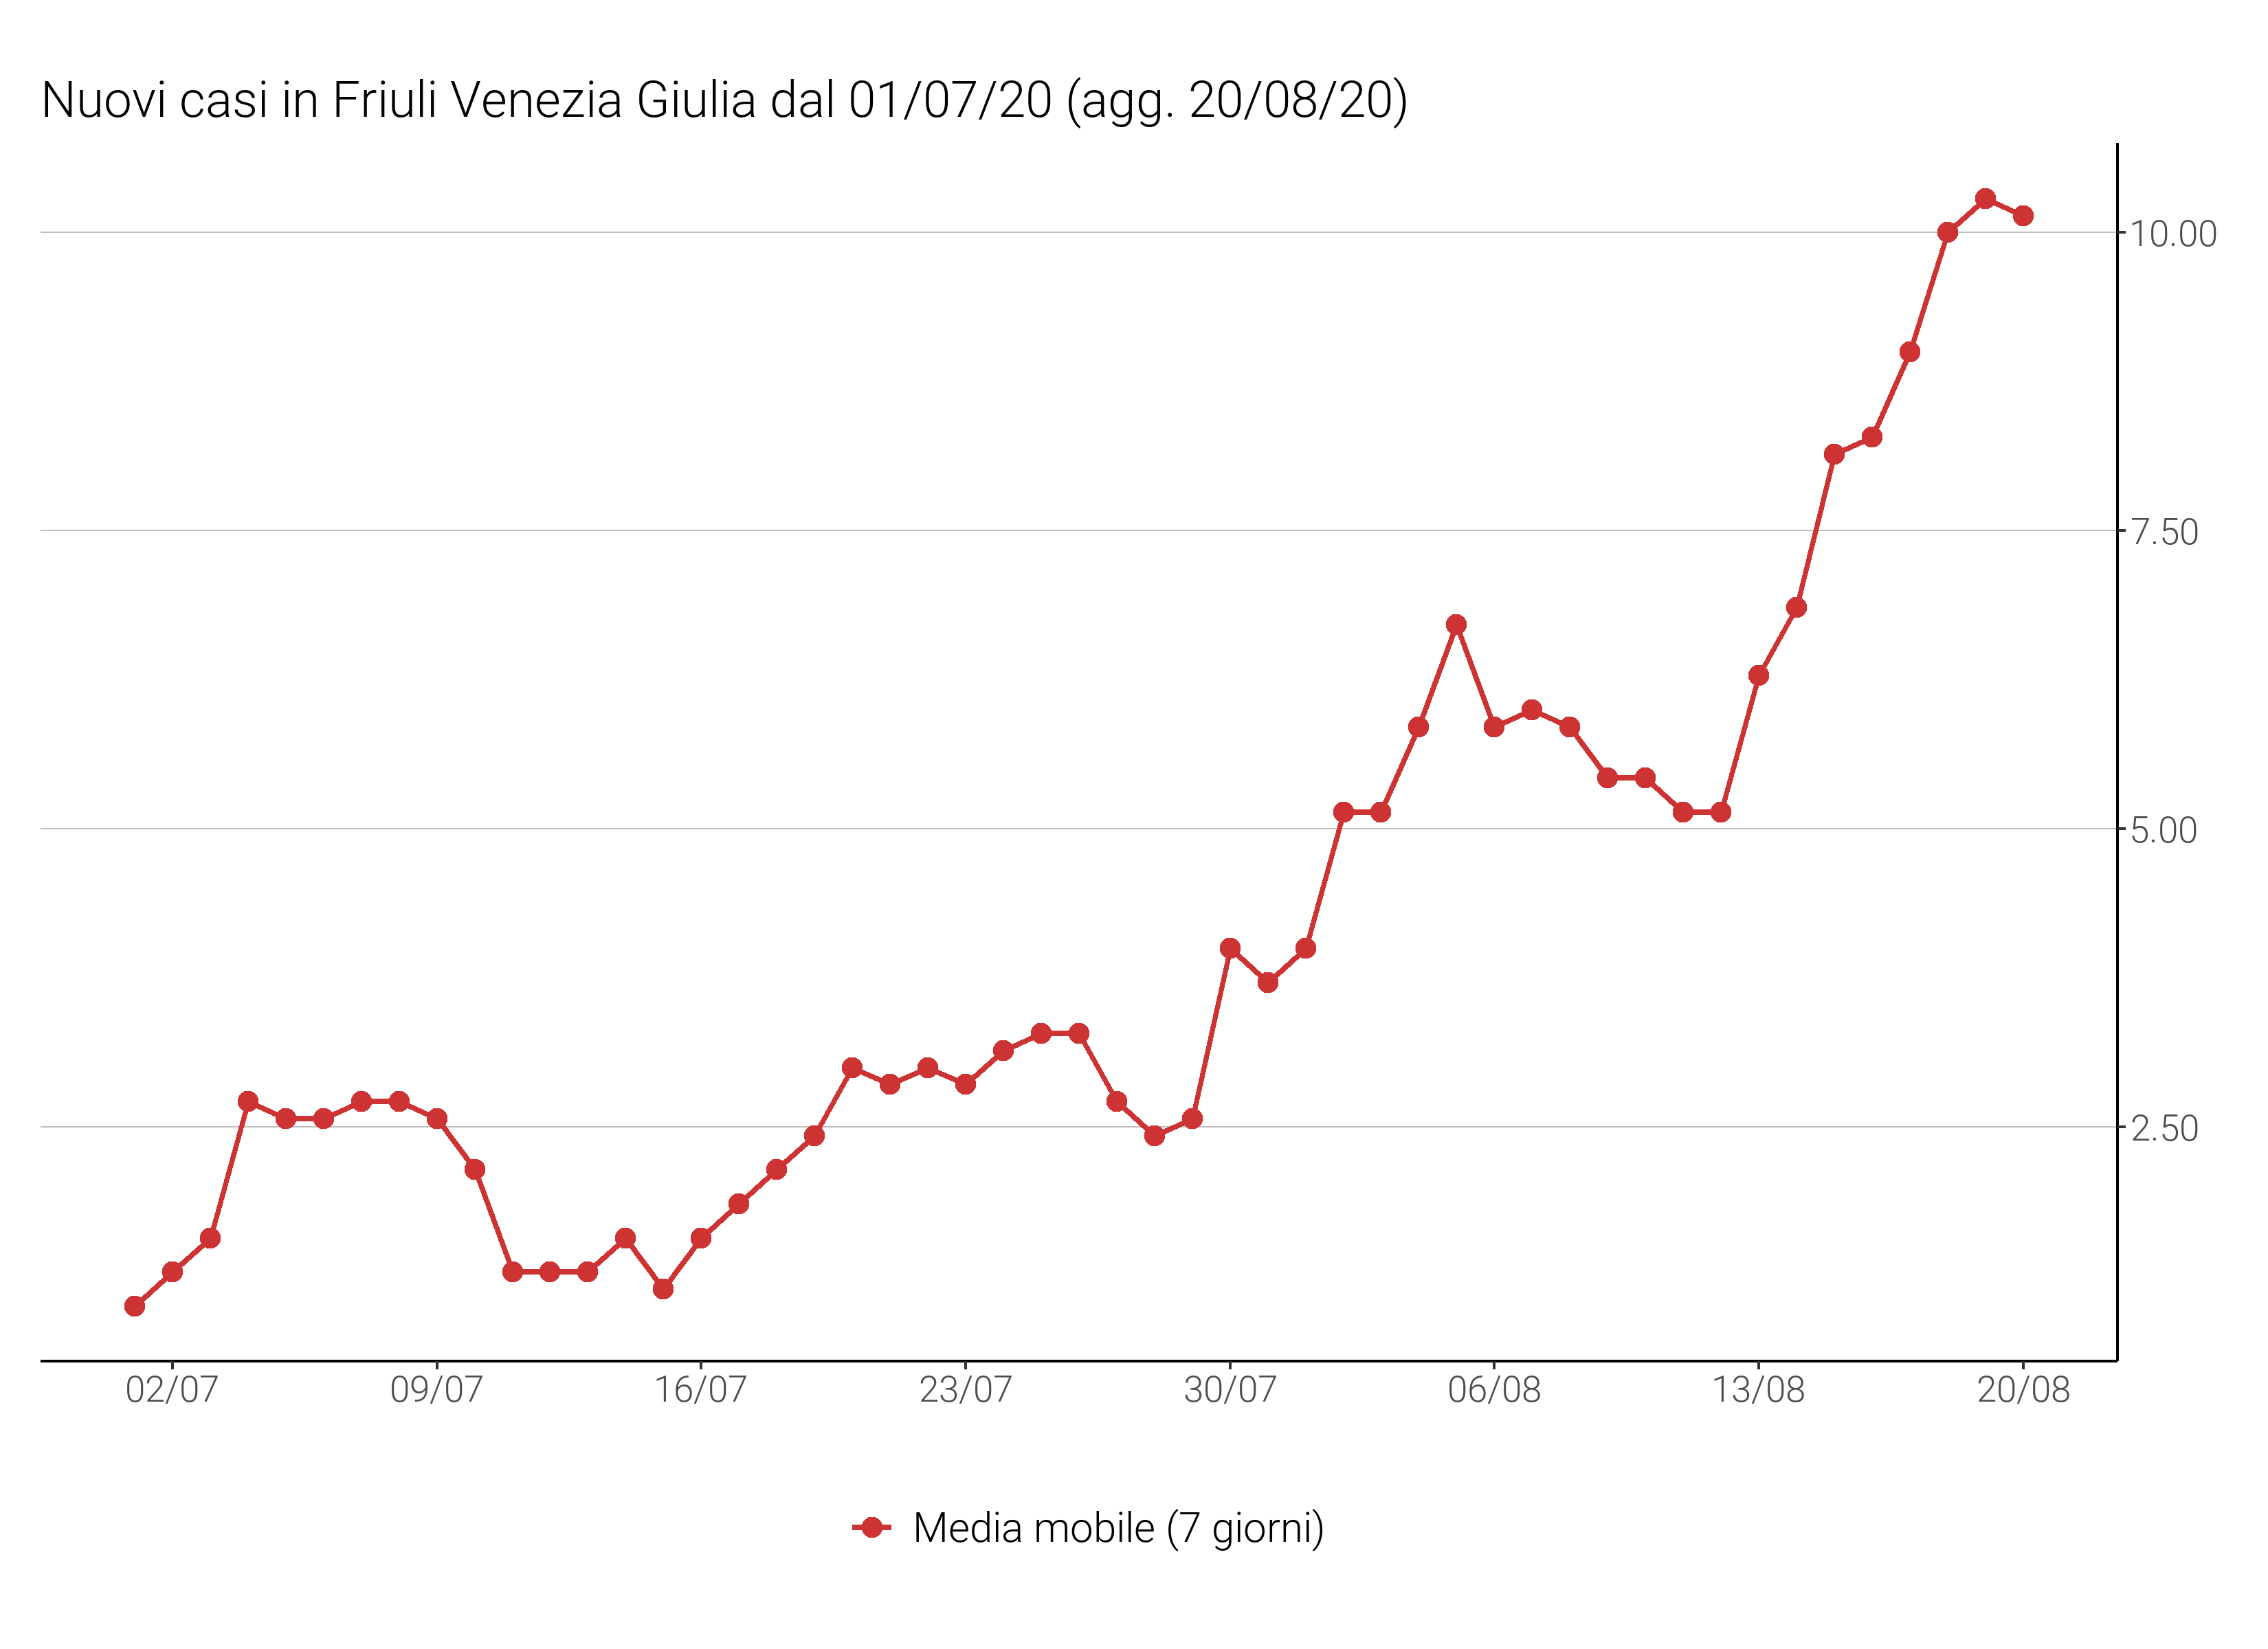 Nuovi casi in Friuli Venezia Giulia dal 01/07/20 (agg. 20/08/20)
10.00
7.50
5.00
2.50
02/07 09/07 16/07 23/07 30/07 06/08 13/08 20/08
Media mobile (7 giorni)